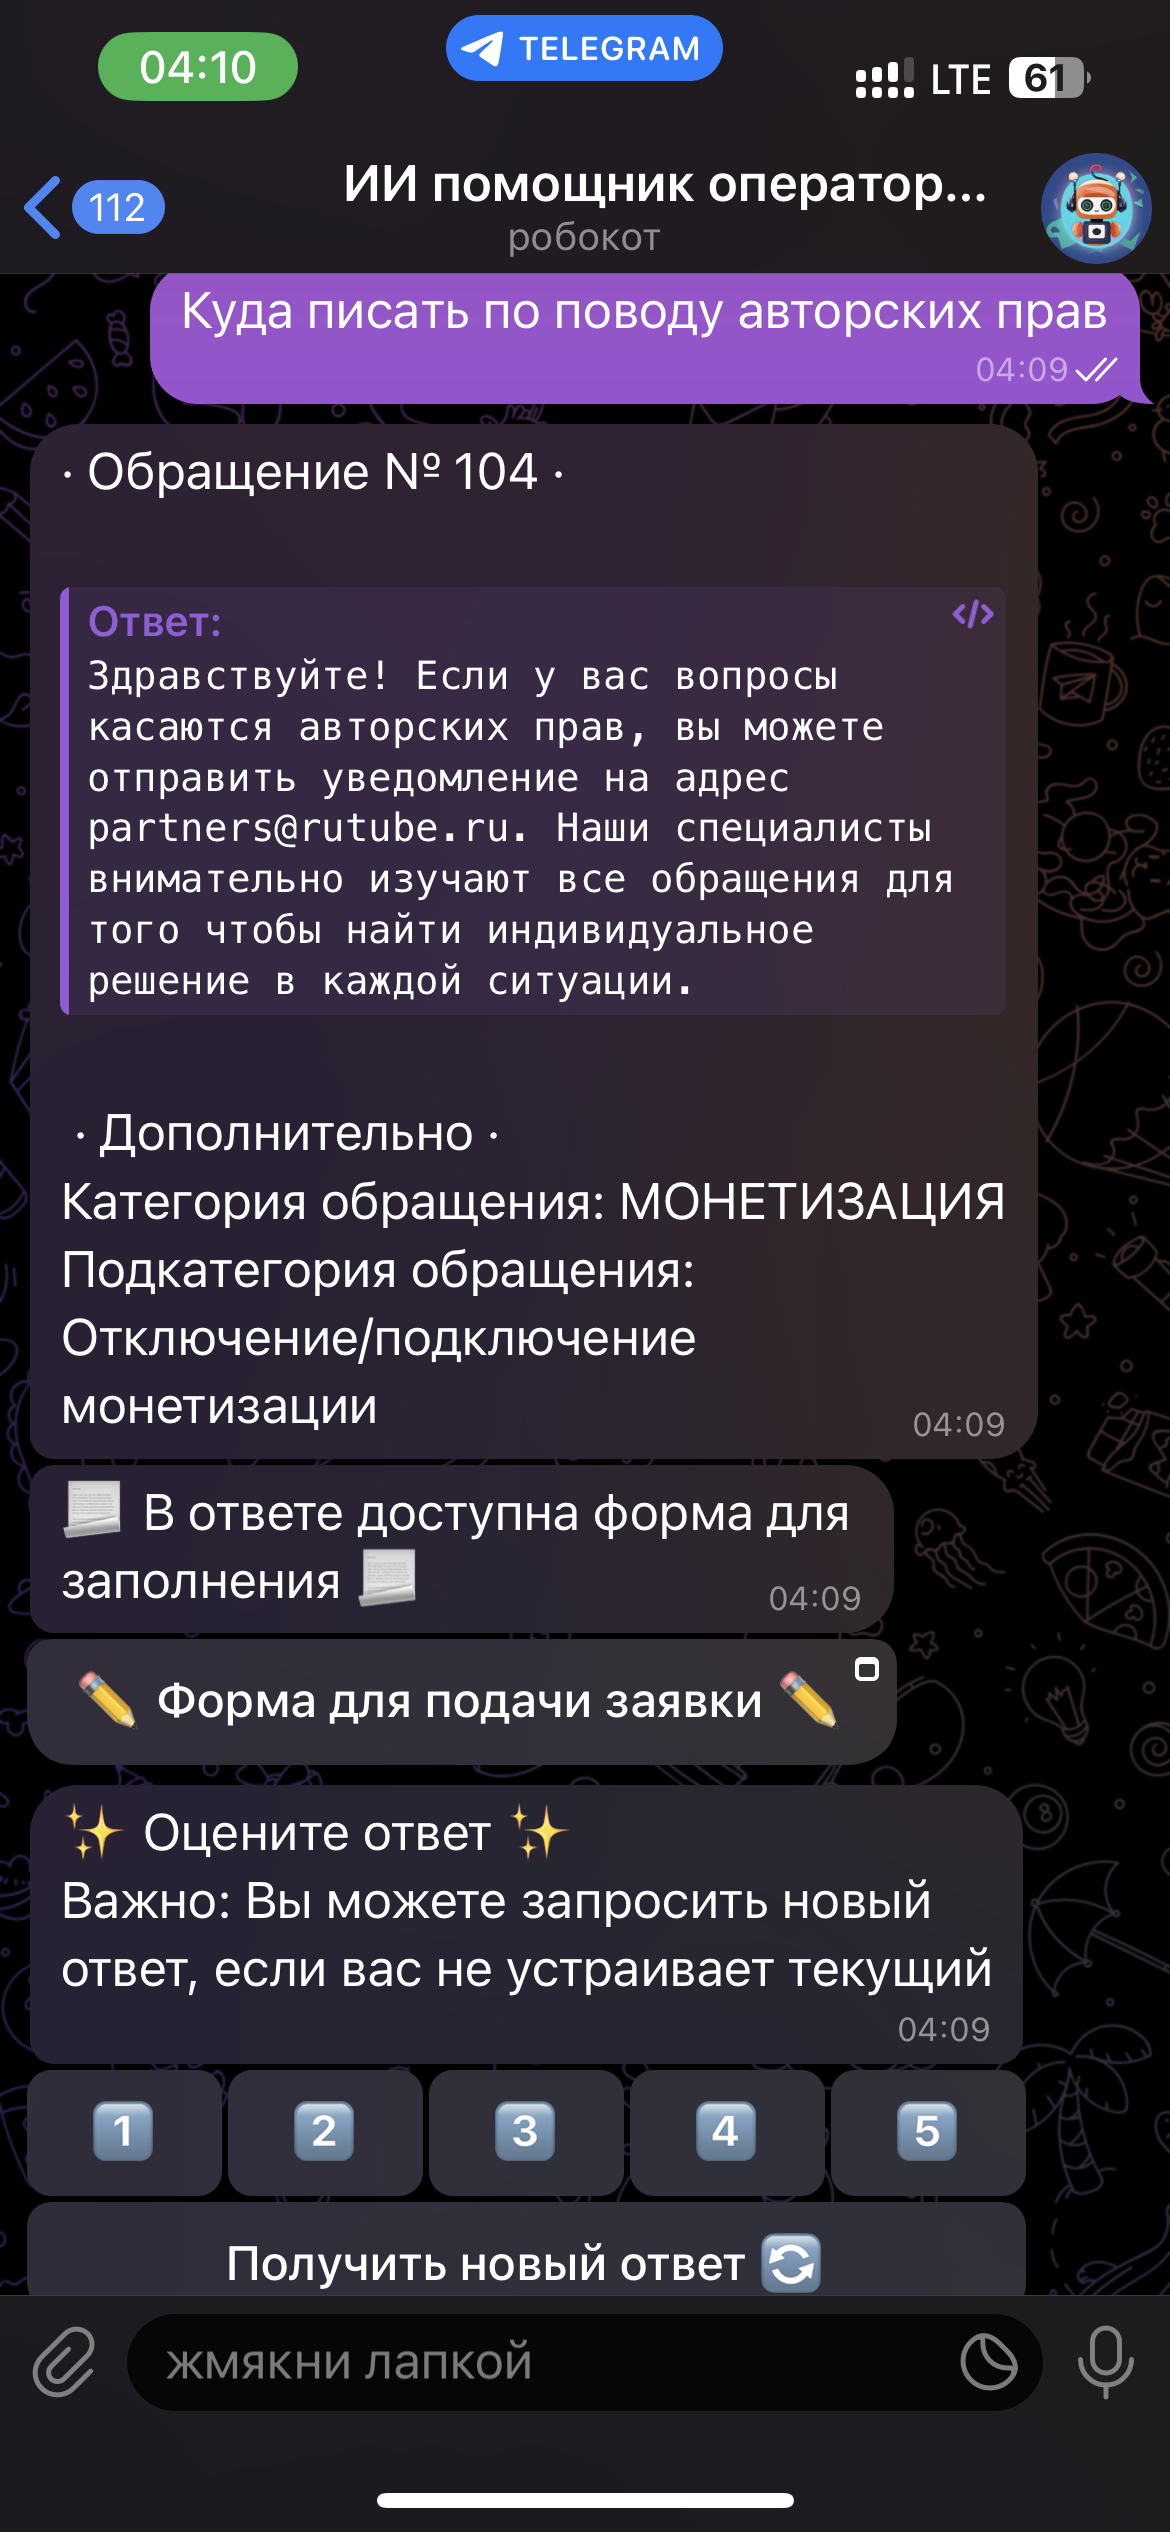 04:10
TELEGRAM
LTE
61
112
ИИ помощник оператор...
робокот
Куда писать по поводу авторских прав
04:09
· Обращение № 104 ·
Ответ:
Здравствуйте! Если у вас вопросы
касаются авторских прав, вы можете
отправить уведомление на адрес
partners@rutube.ru. Наши специалисты
внимательно изучают все обращения для
того чтобы найти индивидуальное
решение в каждой ситуации.
· Дополнительно ·
Категория обращения: МОНЕТИЗАЦИЯ
Подкатегория обращения:
Отключение/подключение
монетизации
04:09
📃 В ответе доступна форма для
заполнения 📃
04:09
✏️ Форма для подачи заявки ✏️
✨ Оцените ответ ✨
Важно: Вы можете запросить новый
ответ, если вас не устраивает текущий
04:09
1 2 3 4 5
Получить новый ответ 🔄
жмякни лапкой